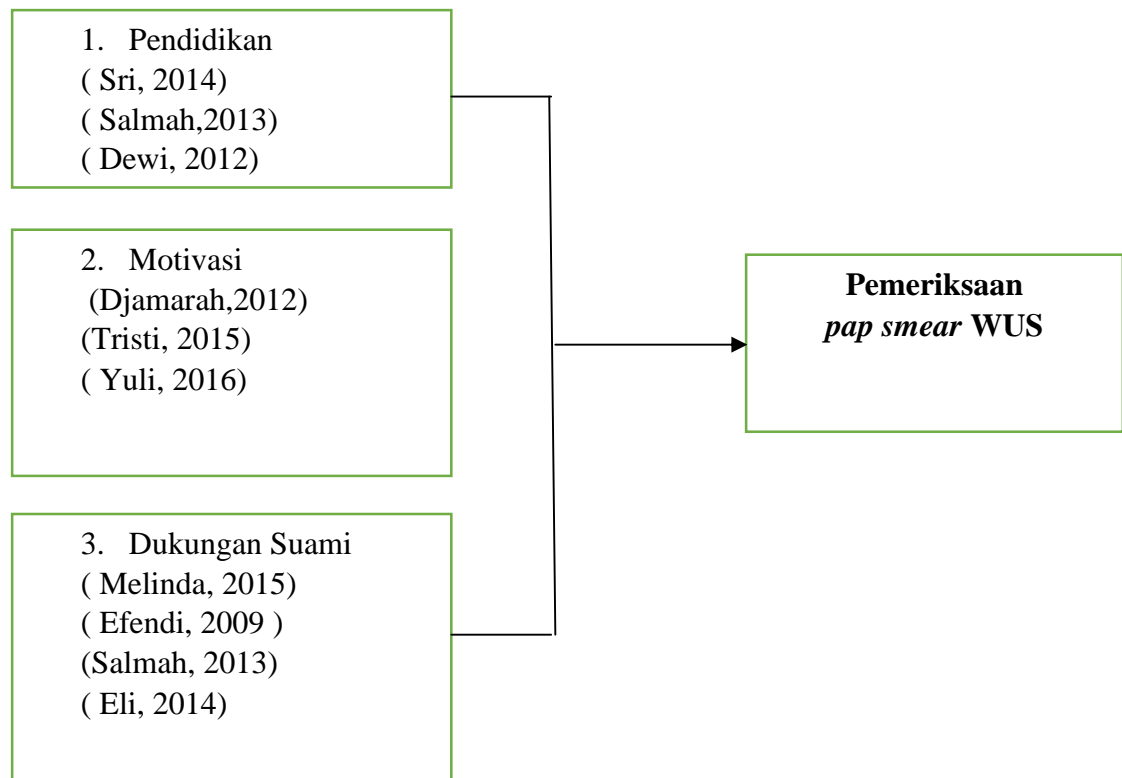 1. Pendidikan
( Sri, 2014)
( Salmah,2013)
( Dewi, 2012)
2. Motivasi
(Djamarah,2012)
(Tristi, 2015)
( Yuli, 2016)
3. Dukungan Suami
( Melinda, 2015)
( Efendi, 2009 )
(Salmah, 2013)
( Eli, 2014)
Pemeriksaan
pap smear WUS